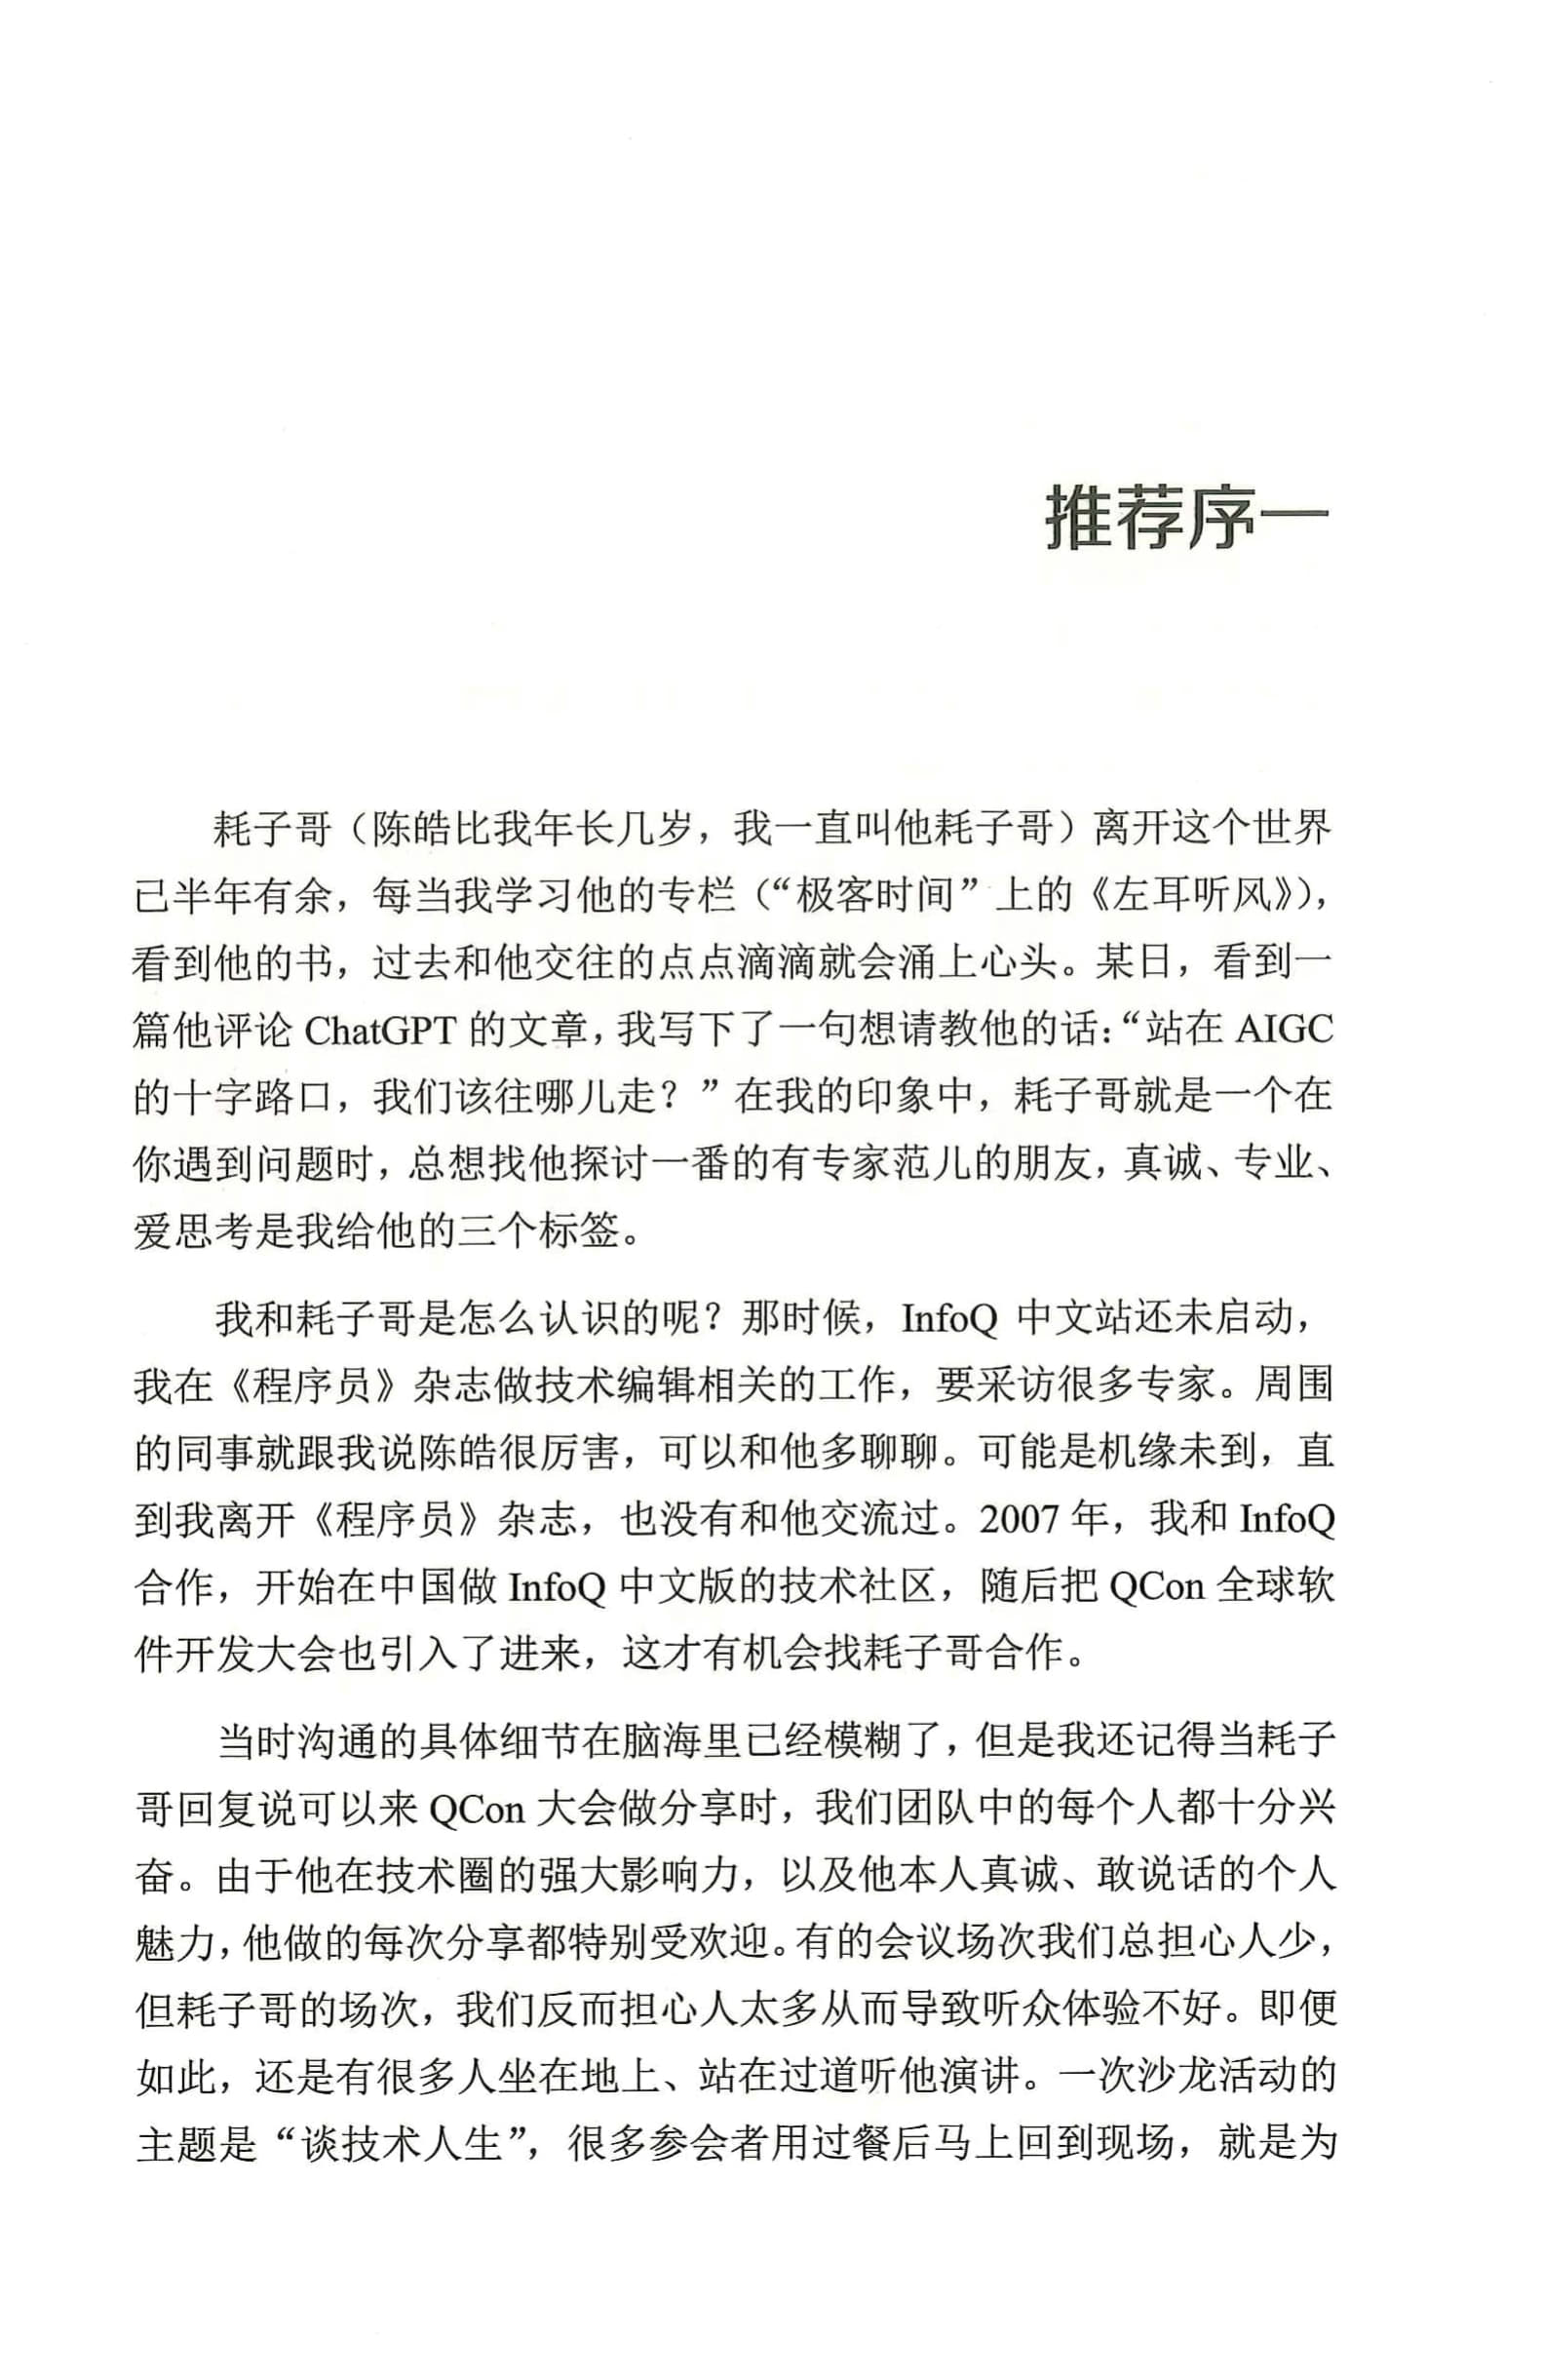 推荐序一
耗子哥（陈皓比我年长几岁，我一直叫他耗子哥）离开这个世界
已半年有余，每当我学习他的专栏（“极客时间”上的《左耳听风》），
看到他的书，过去和他交往的点点滴滴就会涌上心头。某日，看到一
篇他评论 ChatGPT 的文章，我写下了一句想请教他的话：“站在 AIGC
的十字路口，我们该往哪儿走？”在我的印象中，耗子哥就是一个在
你遇到问题时，总想找他探讨一番的有专家范儿的朋友，真诚、专业、
爱思考是我给他的三个标签。
我和耗子哥是怎么认识的呢？那时候，InfoQ 中文站还未启动，
我在《程序员》杂志做技术编辑相关的工作，要采访很多专家。周围
的同事就跟我说陈皓很厉害，可以和他多聊聊。可能是机缘未到，直
到我离开《程序员》杂志，也没有和他交流过。2007 年，我和 InfoQ
合作，开始在中国做 InfoQ 中文版的技术社区，随后把 QCon 全球软
件开发大会也引入了进来，这才有机会找耗子哥合作。
当时沟通的具体细节在脑海里已经模糊了，但是我还记得当耗子
哥回复说可以来 QCon 大会做分享时，我们团队中的每个人都十分兴
奋。由于他在技术圈的强大影响力，以及他本人真诚、敢说话的个人
魅力，他做的每次分享都特别受欢迎。有的会议场次我们总担心人少，
但耗子哥的场次，我们反而担心人太多从而导致听众体验不好。即便
如此，还是有很多人坐在地上、站在过道听他演讲。一次沙龙活动的
主题是“谈技术人生”，很多参会者用过餐后马上回到现场，就是为